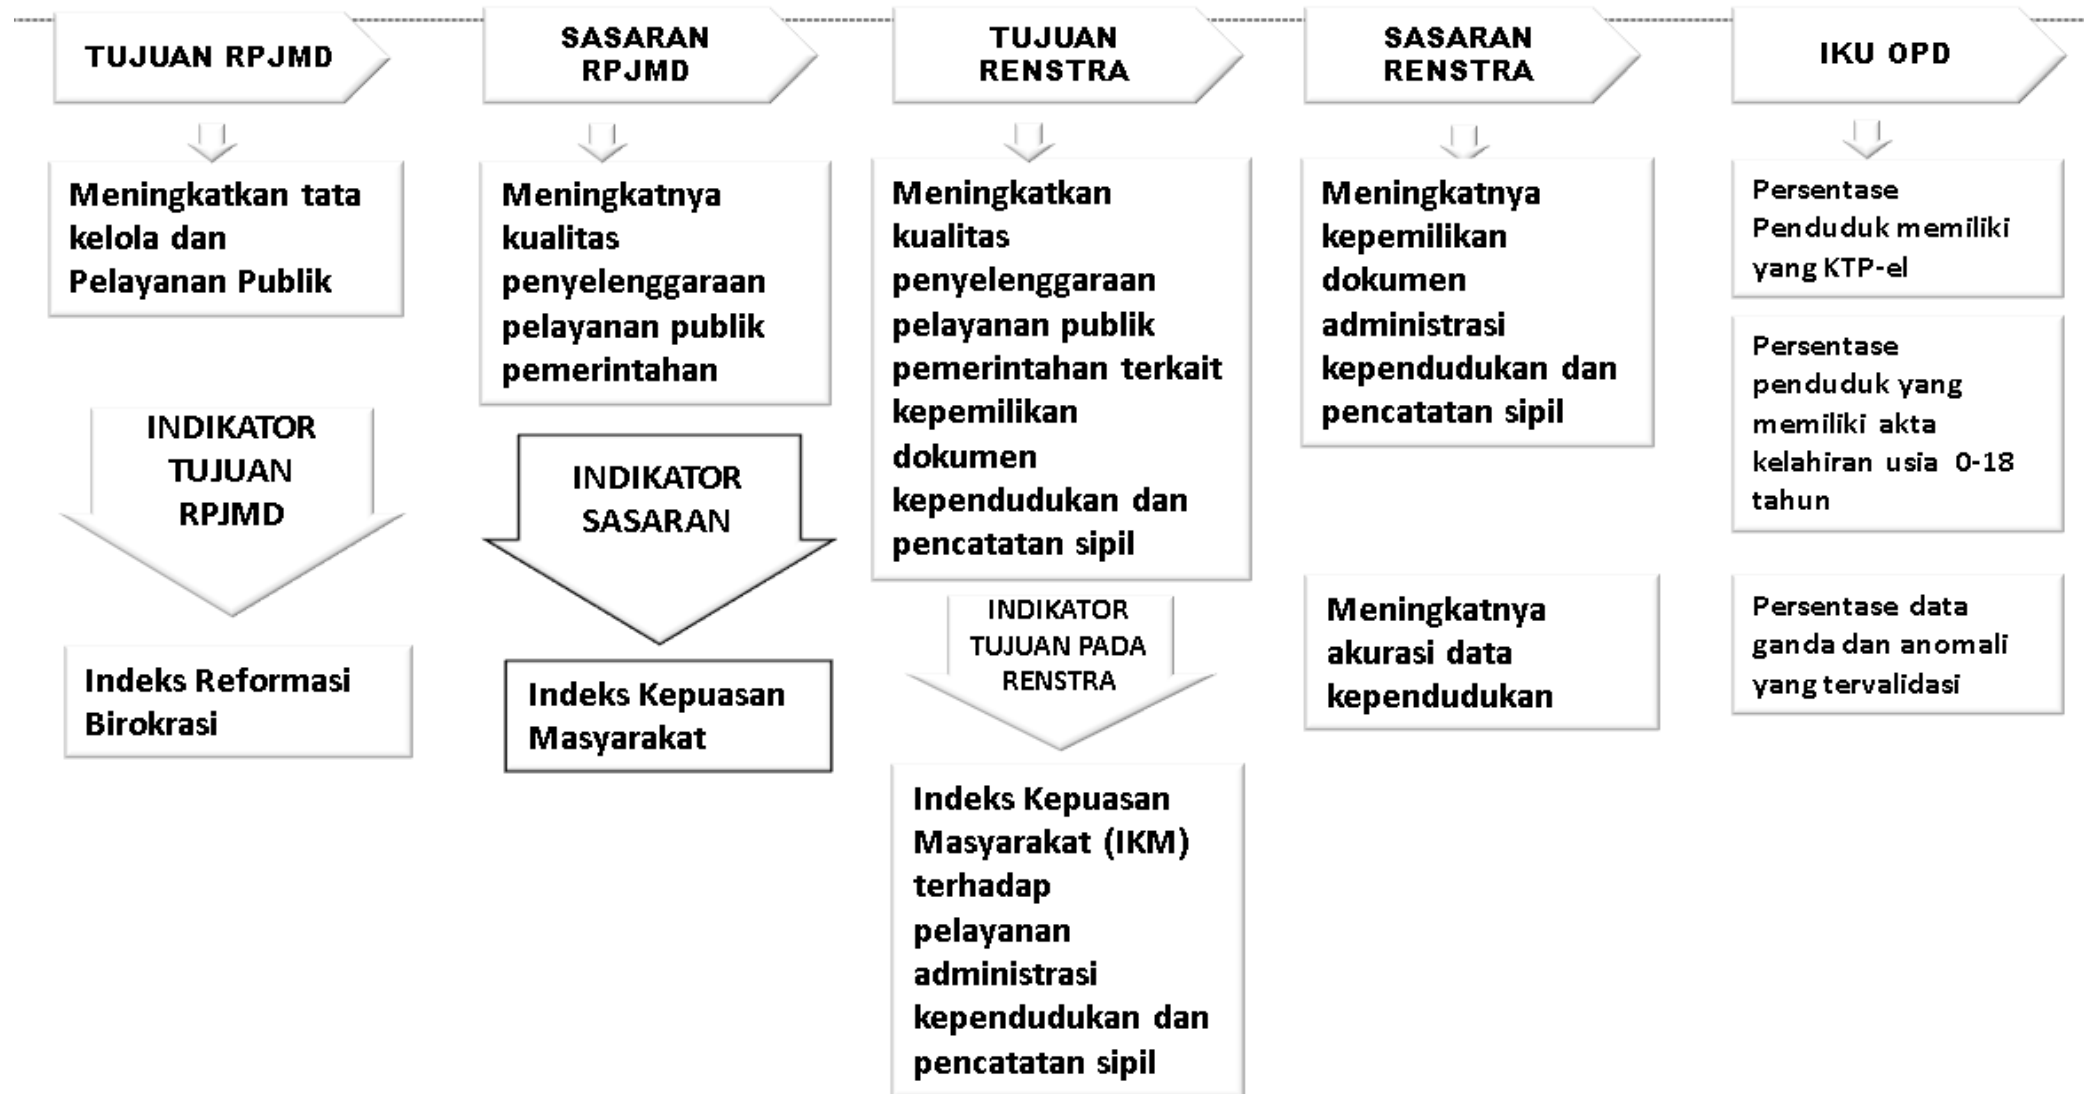 TUJUAN RPJMD
SASARAN
RPJMD
TUJUAN
RENSTRA
SASARAN
RENSTRA
IKU OPD
Meningkatkan tata
kelola dan
Pelayanan Publik
INDIKATOR
TUJUAN
RPJMD
Indeks Reformasi
Birokrasi
Meningkatnya
kualitas
penyelenggaraan
pelayanan publik
pemerintahan
INDIKATOR
SASARAN
Indeks Kepuasan
Masyarakat
Meningkatkan
kualitas
penyelenggaraan
pelayanan publik
pemerintahan terkait
kepemilikan
dokumen
kependudukan dan
pencatatan sipil
INDIKATOR
TUJUAN PADA
RENSTRA
Indeks Kepuasan
Masyarakat (IKM)
terhadap
pelayanan
administrasi
kependudukan dan
pencatatan sipil
Meningkatnya
kepemilikan
dokumen
administrasi
kependudukan dan
pencatatan sipil
Meningkatnya
akurasi data
kependudukan
Persentase
Penduduk memiliki
yang KTP-el
Persentase
penduduk yang
memiliki akta
kelahiran usia 0-18
tahun
Persentase data
ganda dan anomali
yang tervalidasi